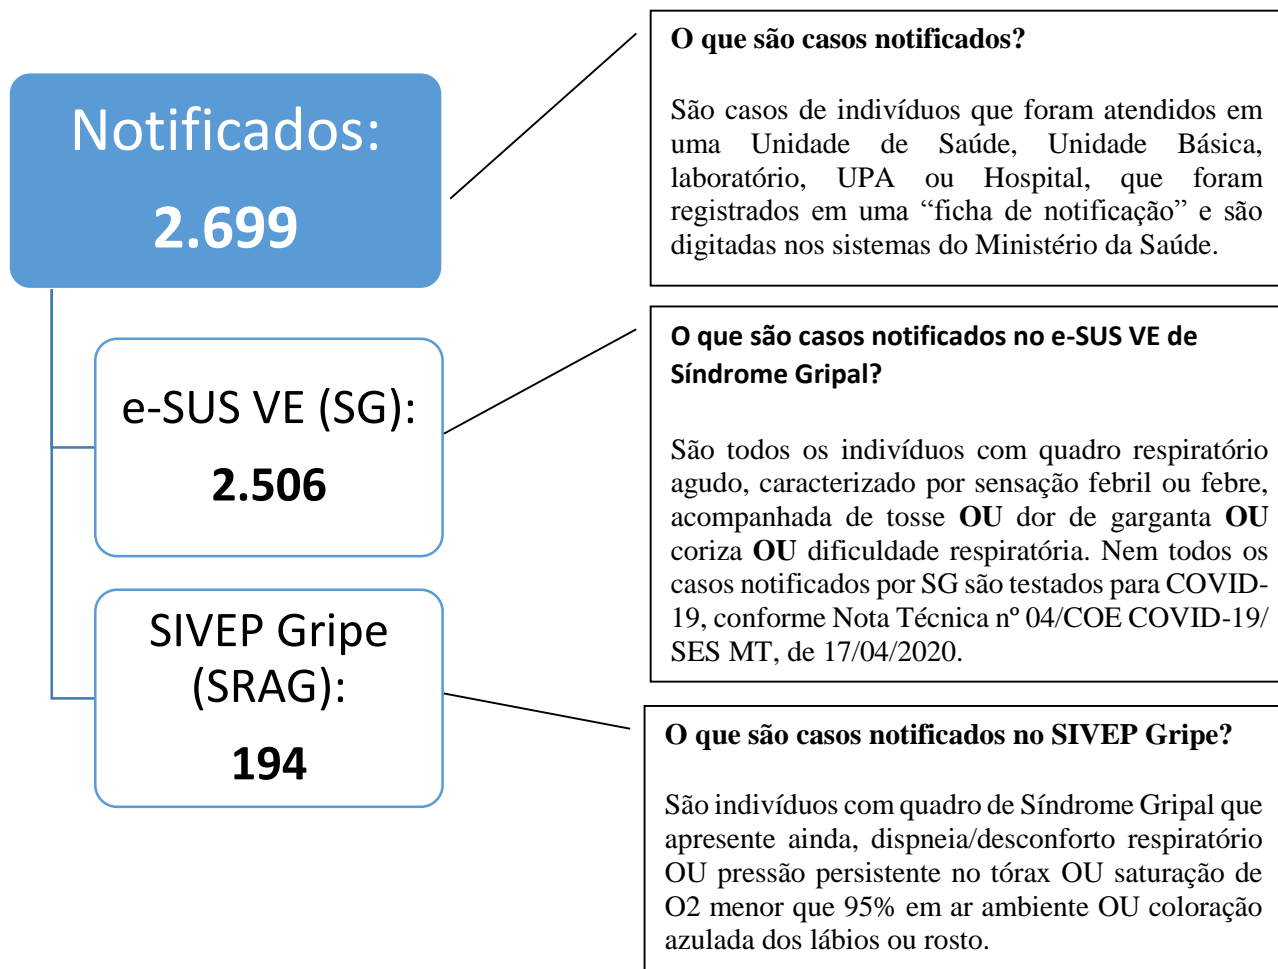 Notificados:
2.699
e-SUS VE (SG):
2.506
SIVEP Gripe
(SRAG):
194
O que são casos notificados?
São casos de indivíduos que foram atendidos em
uma Unidade de Saúde, Unidade Básica,
laboratório, UPA ou Hospital, que foram
registrados em uma “ficha de notificação” e são
digitadas nos sistemas do Ministério da Saúde.
O que são casos notificados no e-SUS VE de
Síndrome Gripal?
São todos os indivíduos com quadro respiratório
agudo, caracterizado por sensação febril ou febre,
acompanhada de tosse OU dor de garganta OU
coriza OU dificuldade respiratória. Nem todos os
casos notificados por SG são testados para COVID-
19, conforme Nota Técnica nº 04/COE COVID-19/
SES MT, de 17/04/2020.
O que são casos notificados no SIVEP Gripe?
São indivíduos com quadro de Síndrome Gripal que
apresente ainda, dispneia/desconforto respiratório
OU pressão persistente no tórax OU saturação de
O2 menor que 95% em ar ambiente OU coloração
azulada dos lábios ou rosto.